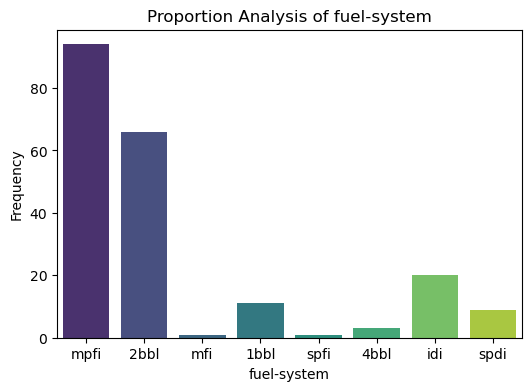 Proportion Analysis of fuel-system
Frequency
80
60
40
20
0
mpfi 2bbl mfi 1bbl spfi 4bbl idi spdi
fuel-system